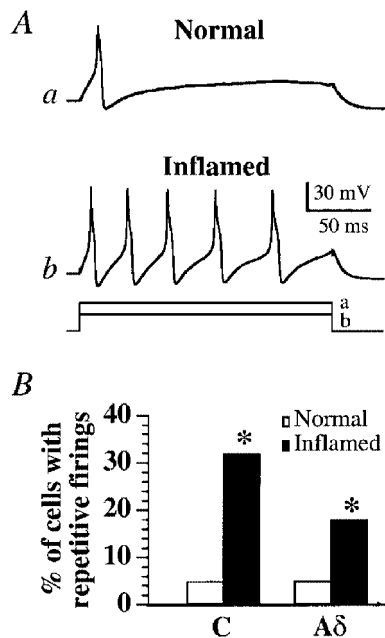 A
Normal
a
Inflamed
30 mV
50 ms
b
a
b
B
% of cells with
repetitive firings
40
30
20
10
0
Normal
Inflamed
*
*
C
Aδ